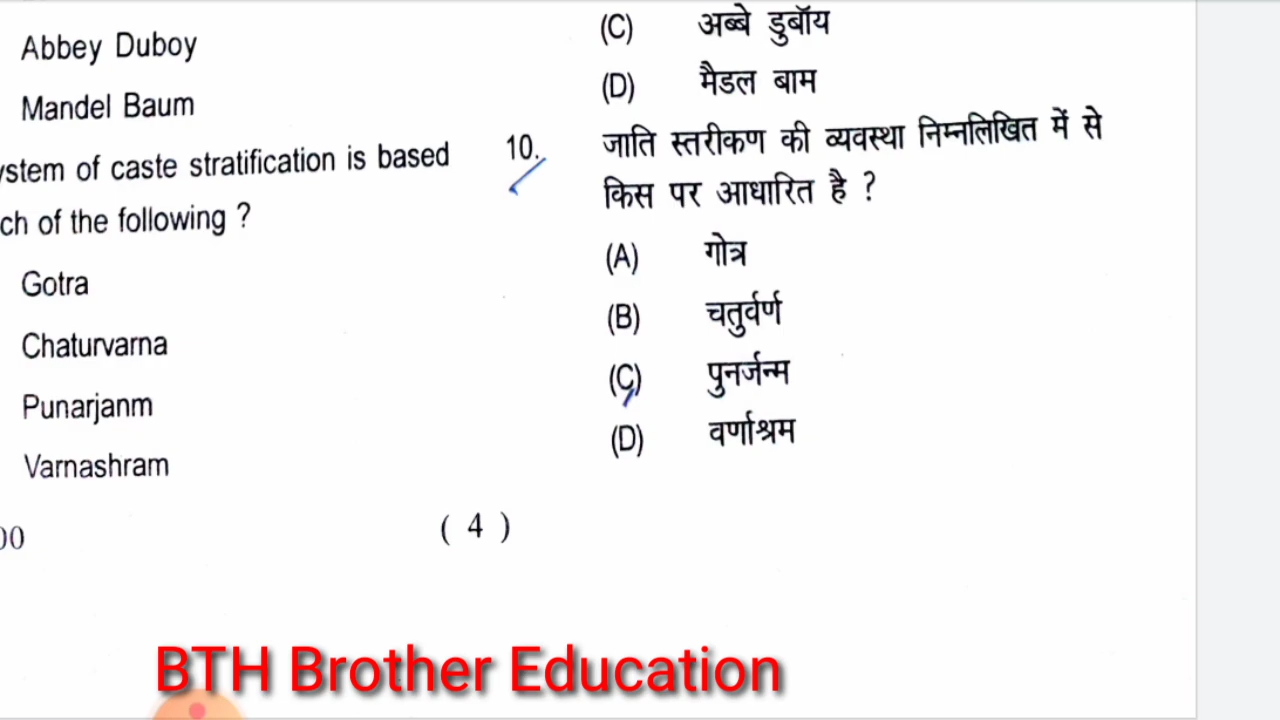 Abbey Duboy
Mandel Baum
ystem of caste stratification is based
ch of the following ?
Gotra
Chaturvarna
Punarjanm
Varnashram
(C) अब्बे डुबॉय
(D) मैडल बाम
10. जाति स्तरीकण की व्यवस्था निम्नलिखित में से
किस पर आधारित है ?
(A) गोत्र
(B) चतुर्वर्ण
(C) पुनर्जन्म
(D) वर्णाश्रम
00
( 4 )
BTH Brother Education